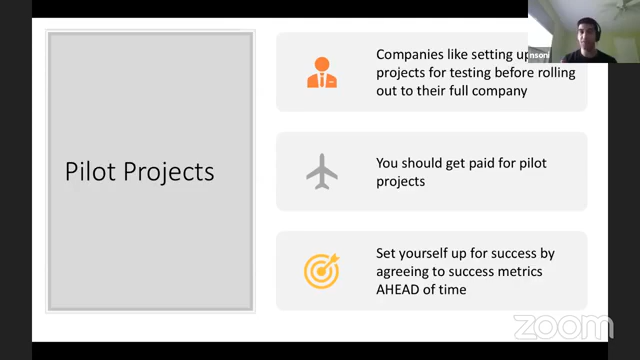 Pilot Projects
Companies like setting up
projects for testing before rolling
out to their full company
You should get paid for pilot
projects
Set yourself up for success by
agreeing to success metrics
AHEAD of time
zoom